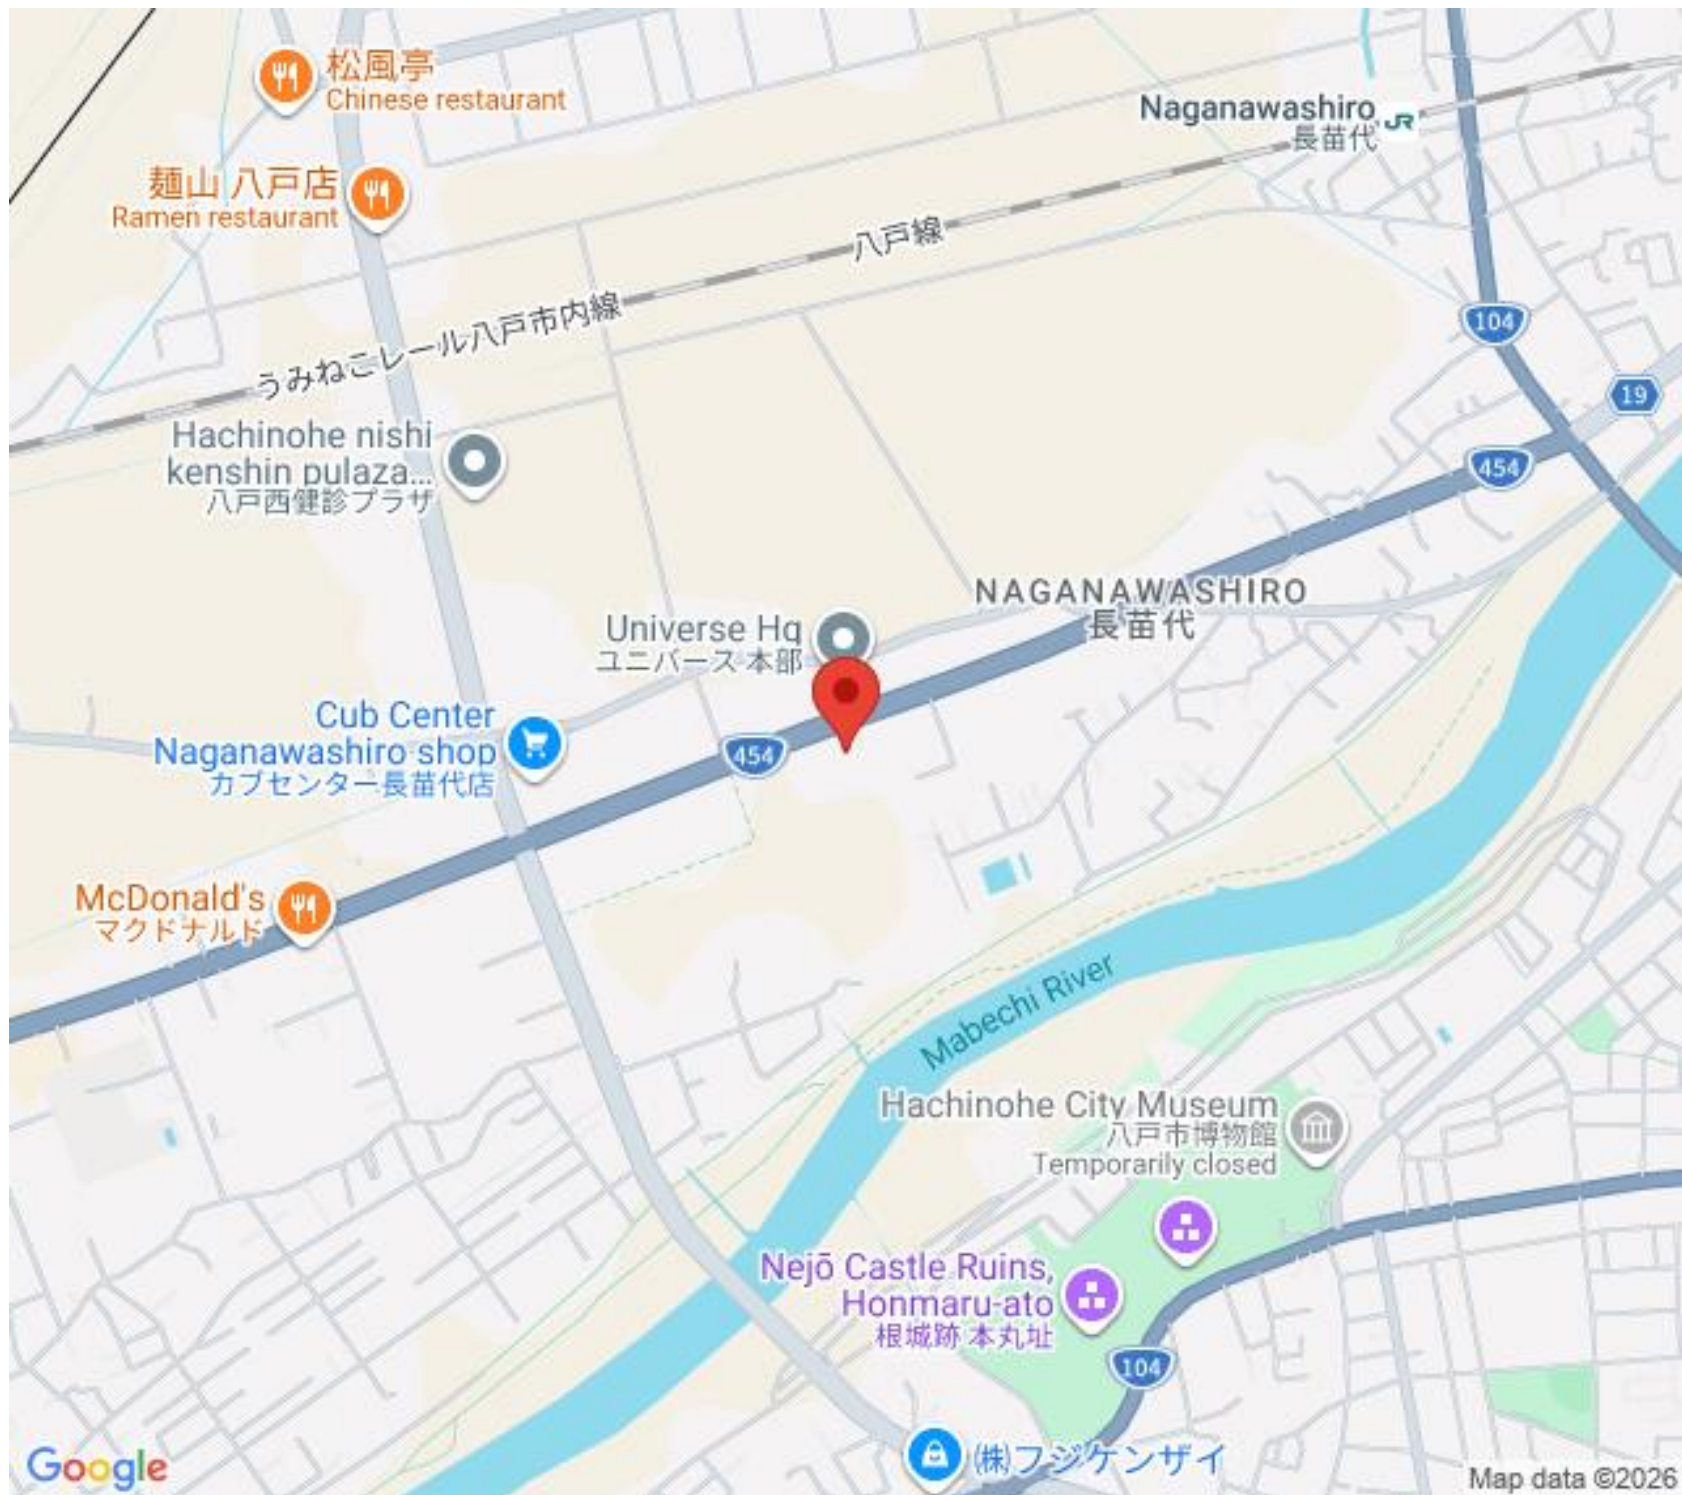 松風亭
Chinese restaurant
Naganawashiro
JR
長苗代
麺山 八戸店
Ramen restaurant
八戸線
うみねこレール八戸市内線
104
19
Hachinohe nishi
kenshin pulaza...
八戸西健診プラザ
454
NAGANAWASHIRO
長苗代
Universe Hq
ユニバース 本部
Cub Center
Naganawashiro shop
カブセンター長苗代店
454
McDonald's
マクドナルド
Mabechi River
Hachinohe City Museum
八戸市博物館
Temporarily closed
Nejō Castle Ruins,
Honmaru-ato
根城跡 本丸址
104
(株)フジケンザイ
Google
Map data ©2026